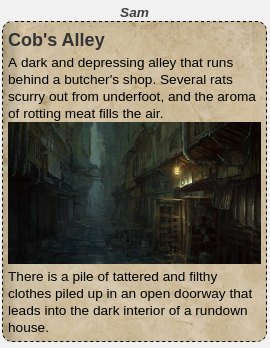 Sam
Cob's Alley
A dark and depressing alley that runs
behind a butcher's shop. Several rats
scurry out from underfoot, and the aroma
of rotting meat fills the air.
There is a pile of tattered and filthy
clothes piled up in an open doorway that
leads into the dark interior of a rundown
house.